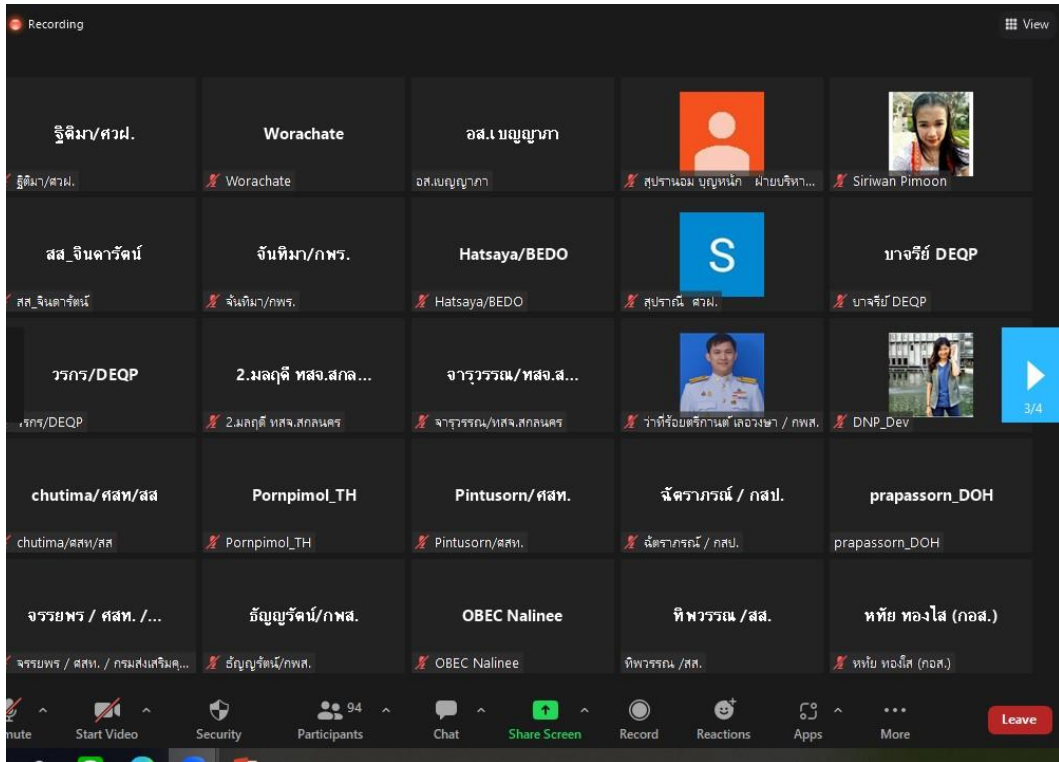 Recording
View
ฐิติมา/ศวฝ.
Worachate
อส.เบญญาภา
ฐิติมา/ศวฝ.
Worachate
อส.เบญญาภา
สุปรานอม บุญหนัก ฝ่ายบริหา...
Siriwan Pimoon
สส_จินดารัตน์
จันทิมา/กพร.
Hatsaya/BEDO
S
บาจรีย์ DEQP
สส_จินดารัตน์
จันทิมา/กพร.
Hatsaya/BEDO
สุปราณี ศวฝ.
บาจรีย์ DEQP
วรกร/DEQP
2.มลฤดี ทสจ.สกล...
จารุวรรณ/ทสจ.ส...
3/4
วรกร/DEQP
2.มลฤดี ทสจ.สกลนคร
จารุวรรณ/ทสจ.สกลนคร
ว่าที่ร้อยตรีกานต์ เลอวงษา / กพส.
DNP_Dev
chutima/ศสท/สส
Pornpimol_TH
Pintusorn/ศสท.
ฉัตราภรณ์ / กสป.
prapassorn_DOH
chutima/ศสท/สส
Pornpimol_TH
Pintusorn/ศสท.
ฉัตราภรณ์ / กสป.
prapassorn_DOH
จรรยพร / ศสท. /...
ธัญญรัตน์/กพส.
OBEC Nalinee
ทิพวรรณ /สส.
หทัย ทองใส (กอส.)
จรรยพร / ศสท. / กรมส่งเสริมคุ...
ธัญญรัตน์/กพส.
OBEC Nalinee
ทิพวรรณ /สส.
หทัย ทองใส (กอส.)
94
mute
Start Video
Security
Participants
Chat
Share Screen
Record
Reactions
Apps
More
Leave